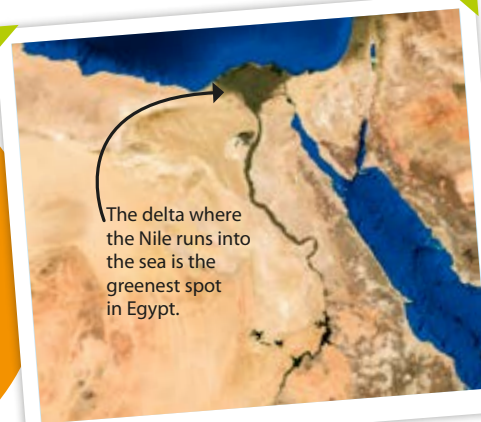 The delta where
the Nile runs into
the sea is the
greenest spot
in Egypt.